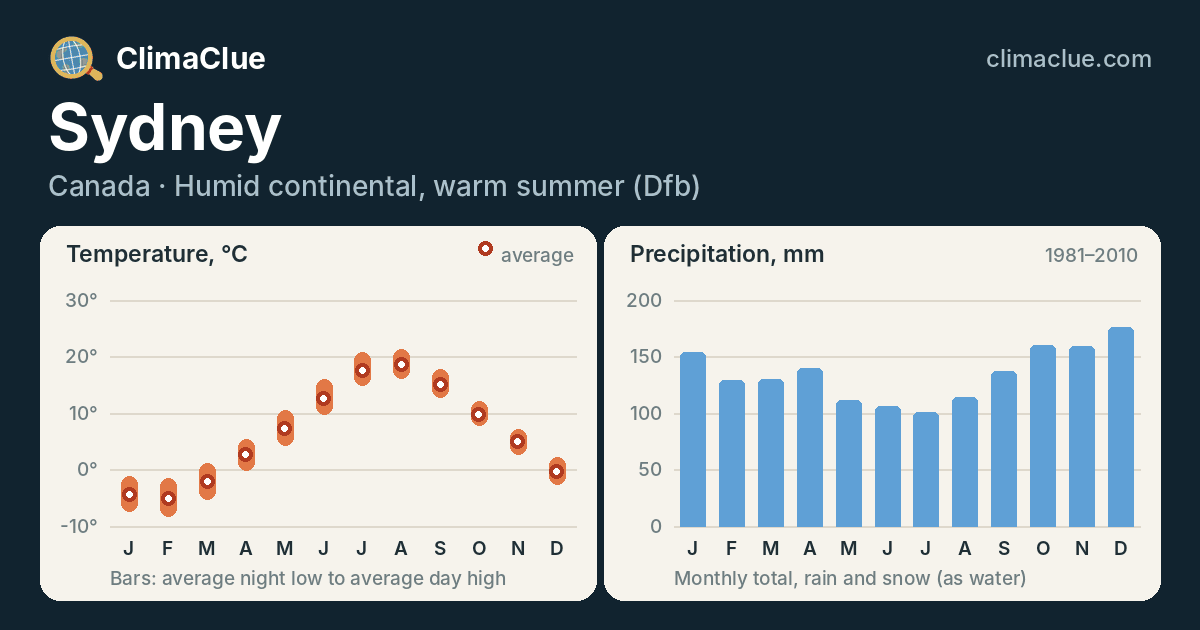 ClimaClue
climaclue.com
Sydney
Canada · Humid continental, warm summer (Dfb)
Temperature, °C
average
30°
20°
10°
0°
-10°
J F M A M J J A S O N D
Bars: average night low to average day high
Precipitation, mm
1981–2010
200
150
100
50
0
J F M A M J J A S O N D
Monthly total, rain and snow (as water)